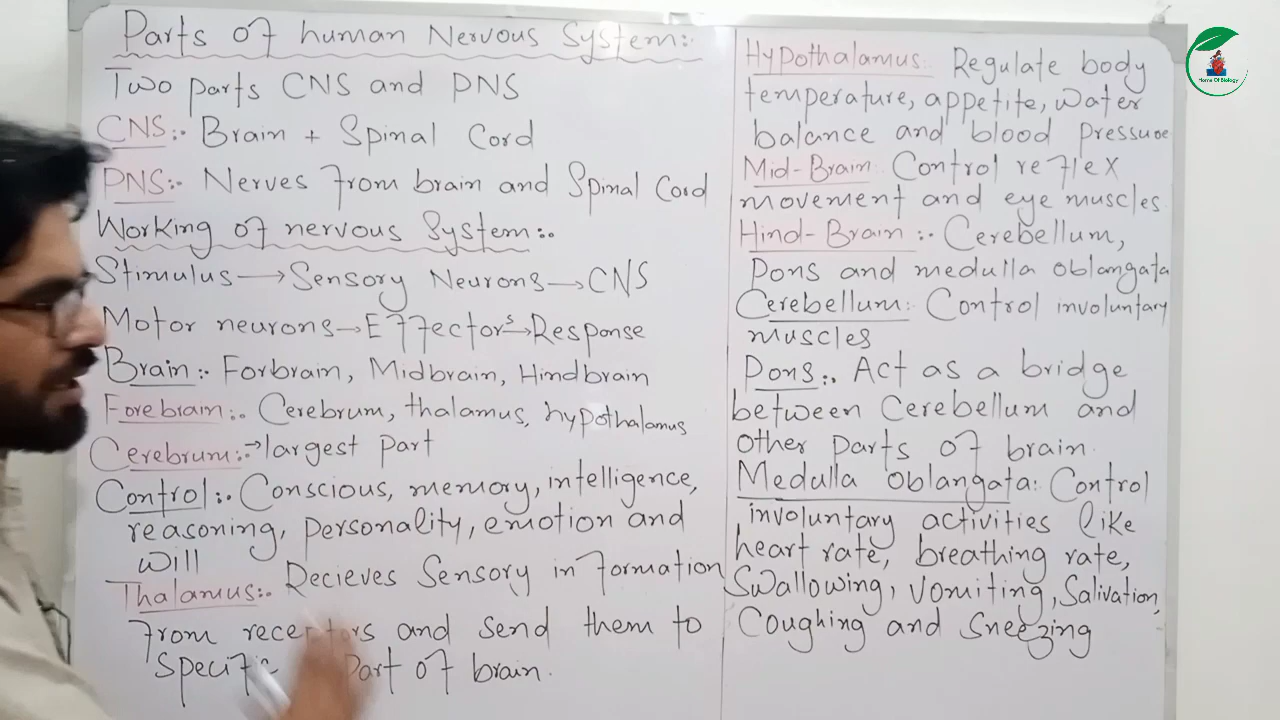 Parts of human Nervous System:-
Two parts CNS and PNS
CNS:- Brain + Spinal Cord
PNS:- Nerves from brain and Spinal Cord
Working of nervous System:-
Stimulus → Sensory Neurons → CNS
Motor neurons → Effectors → Response
Brain:- Forbrain, Midbrain, Hindbrain
Forebrain:- Cerebrum, thalamus, hypothalamus
Cerebrum:→ largest part
Control:- Conscious, memory, intelligence,
reasoning, personality, emotion and
will
Thalamus:- Recieves Sensory information
from receptors and send them to
Specific Part of brain.
Hypothalamus: Regulate body
temperature, appetite, water
balance and blood pressure
Mid-Brain: Control reflex
movement and eye muscles
Hind-Brain:- Cerebellum,
Pons and medulla oblangata
Cerebellum: Control involuntary
muscles
Pons:- Act as a bridge
between Cerebellum and
other parts of brain.
Medulla oblangata: Control
involuntary activities like
heart rate, breathing rate,
Swallowing, vomiting, Salivation,
Coughing and Sneezing
Home Of Biology